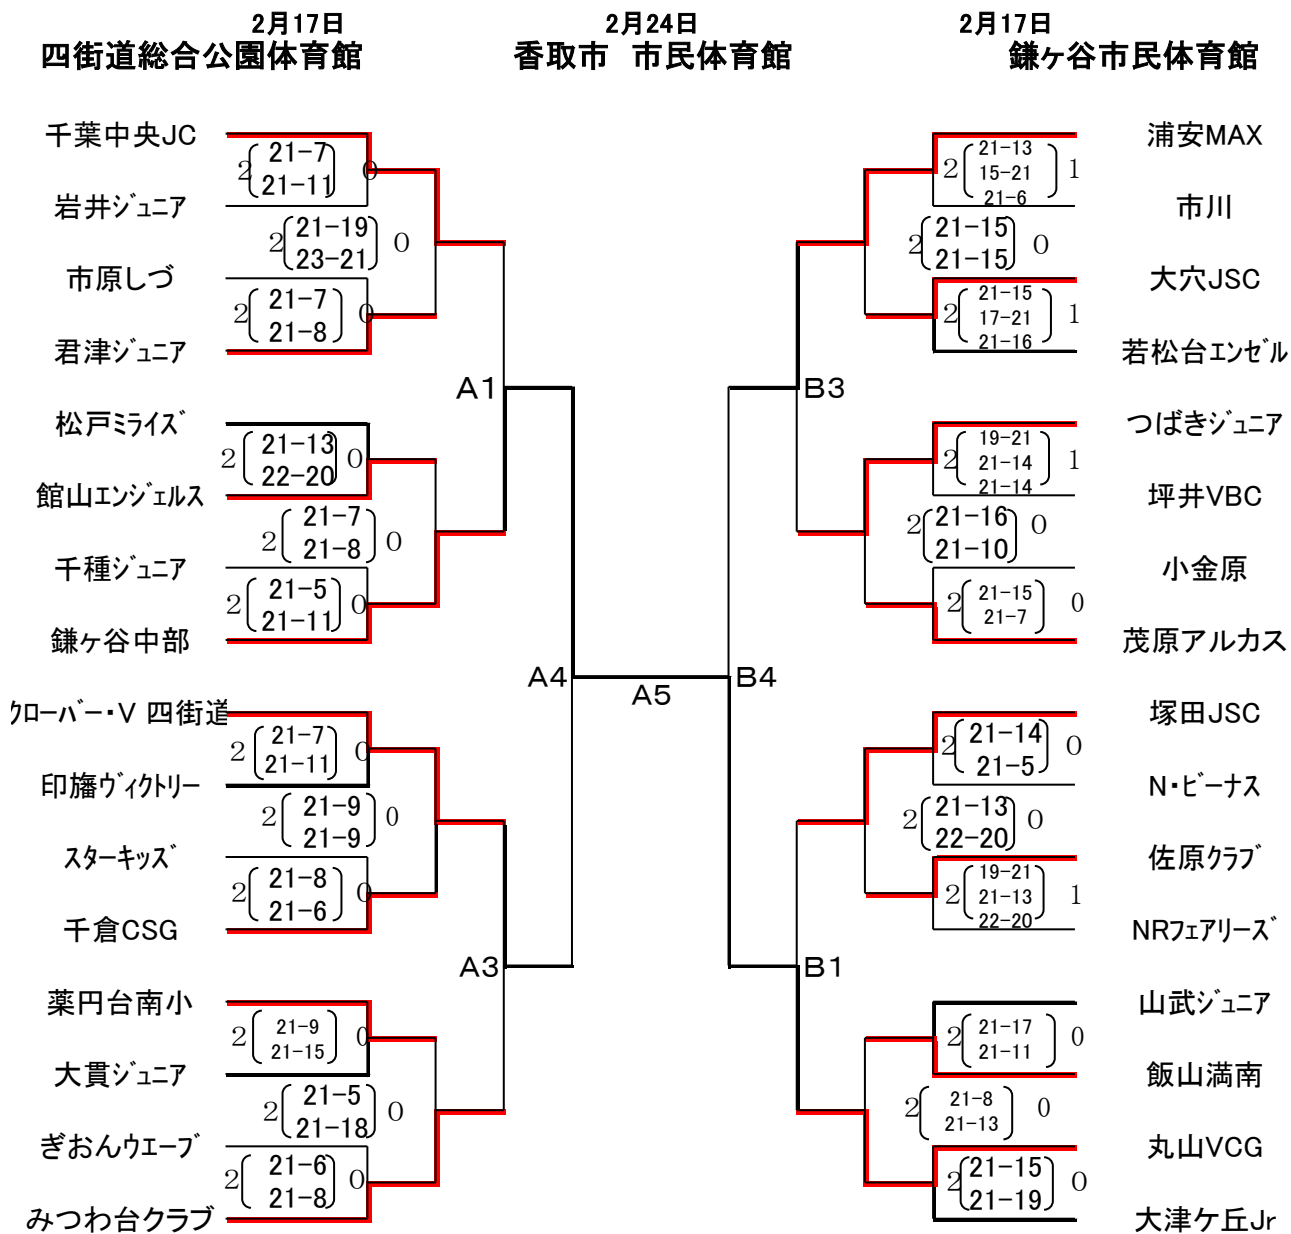 2月17日
四街道総合公園体育館
2月24日
香取市　市民体育館
2月17日
鎌ヶ谷市民体育館
千葉中央JC
2 21-7 0
21-11
岩井ｼﾞｭﾆｱ
2 21-19 0
23-21
市原しづ
2 21-7 0
21-8
君津ｼﾞｭﾆｱ
A1
松戸ﾐﾗｲｽﾞ
2 21-13 0
22-20
館山ｴﾝｼﾞｪﾙｽ
2 21-7 0
21-8
千種ｼﾞｭﾆｱ
2 21-5 0
21-11
鎌ヶ谷中部
A4
A5
ｸﾛｰﾊﾞｰ・V 四街道
2 21-7 0
21-11
印旛ｳﾞｨｸﾄﾘｰ
2 21-9 0
21-9
ｽﾀｰｷｯｽﾞ
2 21-8 0
21-6
千倉CSG
A3
薬円台南小
2 21-9 0
21-15
大貫ｼﾞｭﾆｱ
2 21-5 0
21-18
ぎおんｳｴｰﾌﾞ
2 21-6 0
21-8
みつわ台クラブ
浦安MAX
2 21-13 1
15-21
21-6
市川
2 21-15 0
21-15
大穴JSC
2 21-15 1
17-21
21-16
若松台ｴﾝｾﾞﾙ
B3
つばきｼﾞｭﾆｱ
2 19-21 1
21-14
21-14
坪井VBC
2 21-16 0
21-10
小金原
2 21-15 0
21-7
茂原アルカス
B4
塚田JSC
2 21-14 0
21-5
N・ﾋﾞｰﾅｽ
2 21-13 0
22-20
佐原ｸﾗﾌﾞ
2 19-21 1
21-13
22-20
NRﾌｪｱﾘｰｽﾞ
B1
山武ｼﾞｭﾆｱ
2 21-17 0
21-11
飯山満南
2 21-8 0
21-13
丸山VCG
2 21-15 0
21-19
大津ケ丘Jr